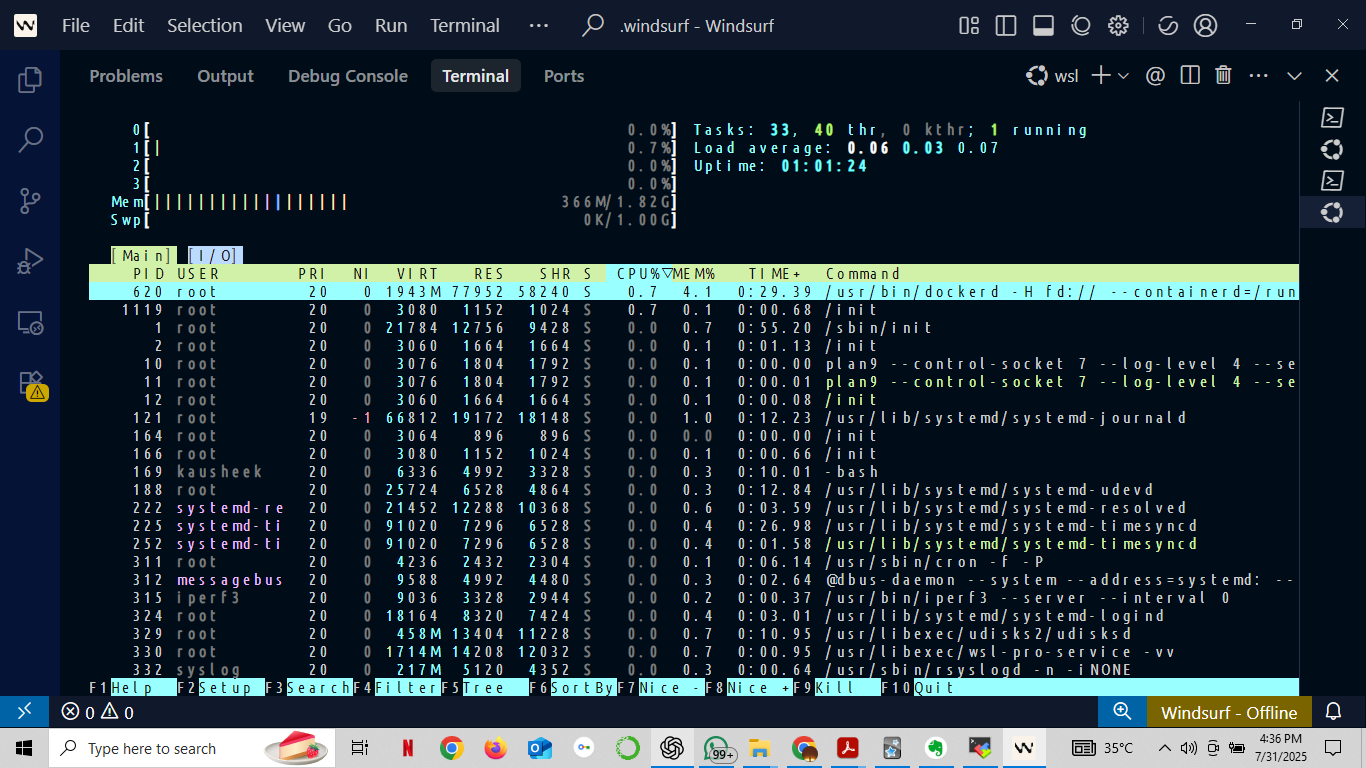 W File Edit Selection View Go Run Terminal ··· .windsurf - Windsurf
Problems Output Debug Console Terminal Ports wsl
0[ 0.0%] Tasks: 33, 40 thr, 0 kthr; 1 running
1[| 0.7%] Load average: 0.06 0.03 0.07
2[ 0.0%] Uptime: 01:01:24
3[ 0.0%]
Mem[|||||||||||||||||| 366M/1.82G]
Swp[ 0K/1.00G]
[Main] [I/O]
PID USER PRI NI VIRT RES SHR S CPU%▽MEM% TIME+ Command
620 root 20 0 1943M 77952 58240 S 0.7 4.1 0:29.39 /usr/bin/dockerd -H fd:// --containerd=/run
1119 root 20 0 3080 1152 1024 S 0.7 0.1 0:00.68 /init
1 root 20 0 21784 12756 9428 S 0.0 0.7 0:55.20 /sbin/init
2 root 20 0 3060 1664 1664 S 0.0 0.1 0:01.13 /init
10 root 20 0 3076 1804 1792 S 0.0 0.1 0:00.00 plan9 --control-socket 7 --log-level 4 --se
11 root 20 0 3076 1804 1792 S 0.0 0.1 0:00.01 plan9 --control-socket 7 --log-level 4 --se
12 root 20 0 3060 1664 1664 S 0.0 0.1 0:00.08 /init
121 root 19 -1 66812 19172 18148 S 0.0 1.0 0:12.23 /usr/lib/systemd/systemd-journald
164 root 20 0 3064 896 896 S 0.0 0.0 0:00.00 /init
166 root 20 0 3080 1152 1024 S 0.0 0.1 0:00.66 /init
169 kausheek 20 0 6336 4992 3328 S 0.0 0.3 0:10.01 -bash
188 root 20 0 25724 6528 4864 S 0.0 0.3 0:12.84 /usr/lib/systemd/systemd-udevd
222 systemd-re 20 0 21452 12288 10368 S 0.0 0.6 0:03.59 /usr/lib/systemd/systemd-resolved
225 systemd-ti 20 0 91020 7296 6528 S 0.0 0.4 0:26.98 /usr/lib/systemd/systemd-timesyncd
252 systemd-ti 20 0 91020 7296 6528 S 0.0 0.4 0:01.58 /usr/lib/systemd/systemd-timesyncd
311 root 20 0 4236 2432 2304 S 0.0 0.1 0:06.14 /usr/sbin/cron -f -P
312 messagebus 20 0 9588 4992 4480 S 0.0 0.3 0:02.64 @dbus-daemon --system --address=systemd: --
315 iperf3 20 0 9036 3328 2944 S 0.0 0.2 0:00.37 /usr/bin/iperf3 --server --interval 0
324 root 20 0 18164 8320 7424 S 0.0 0.4 0:03.01 /usr/lib/systemd/systemd-logind
329 root 20 0 458M 13404 11228 S 0.0 0.7 0:10.95 /usr/libexec/udisks2/udisksd
330 root 20 0 1714M 14208 12032 S 0.0 0.7 0:00.95 /usr/libexec/wsl-pro-service -vv
332 syslog 20 0 217M 5120 4352 S 0.0 0.3 0:00.64 /usr/sbin/rsyslogd -n -iNONE
F1Help F2Setup F3Search F4Filter F5Tree F6SortBy F7Nice - F8Nice + F9Kill F10Quit
0 0 Windsurf - Offline
Type here to search N 99+ W 35°C 4:36 PM
7/31/2025